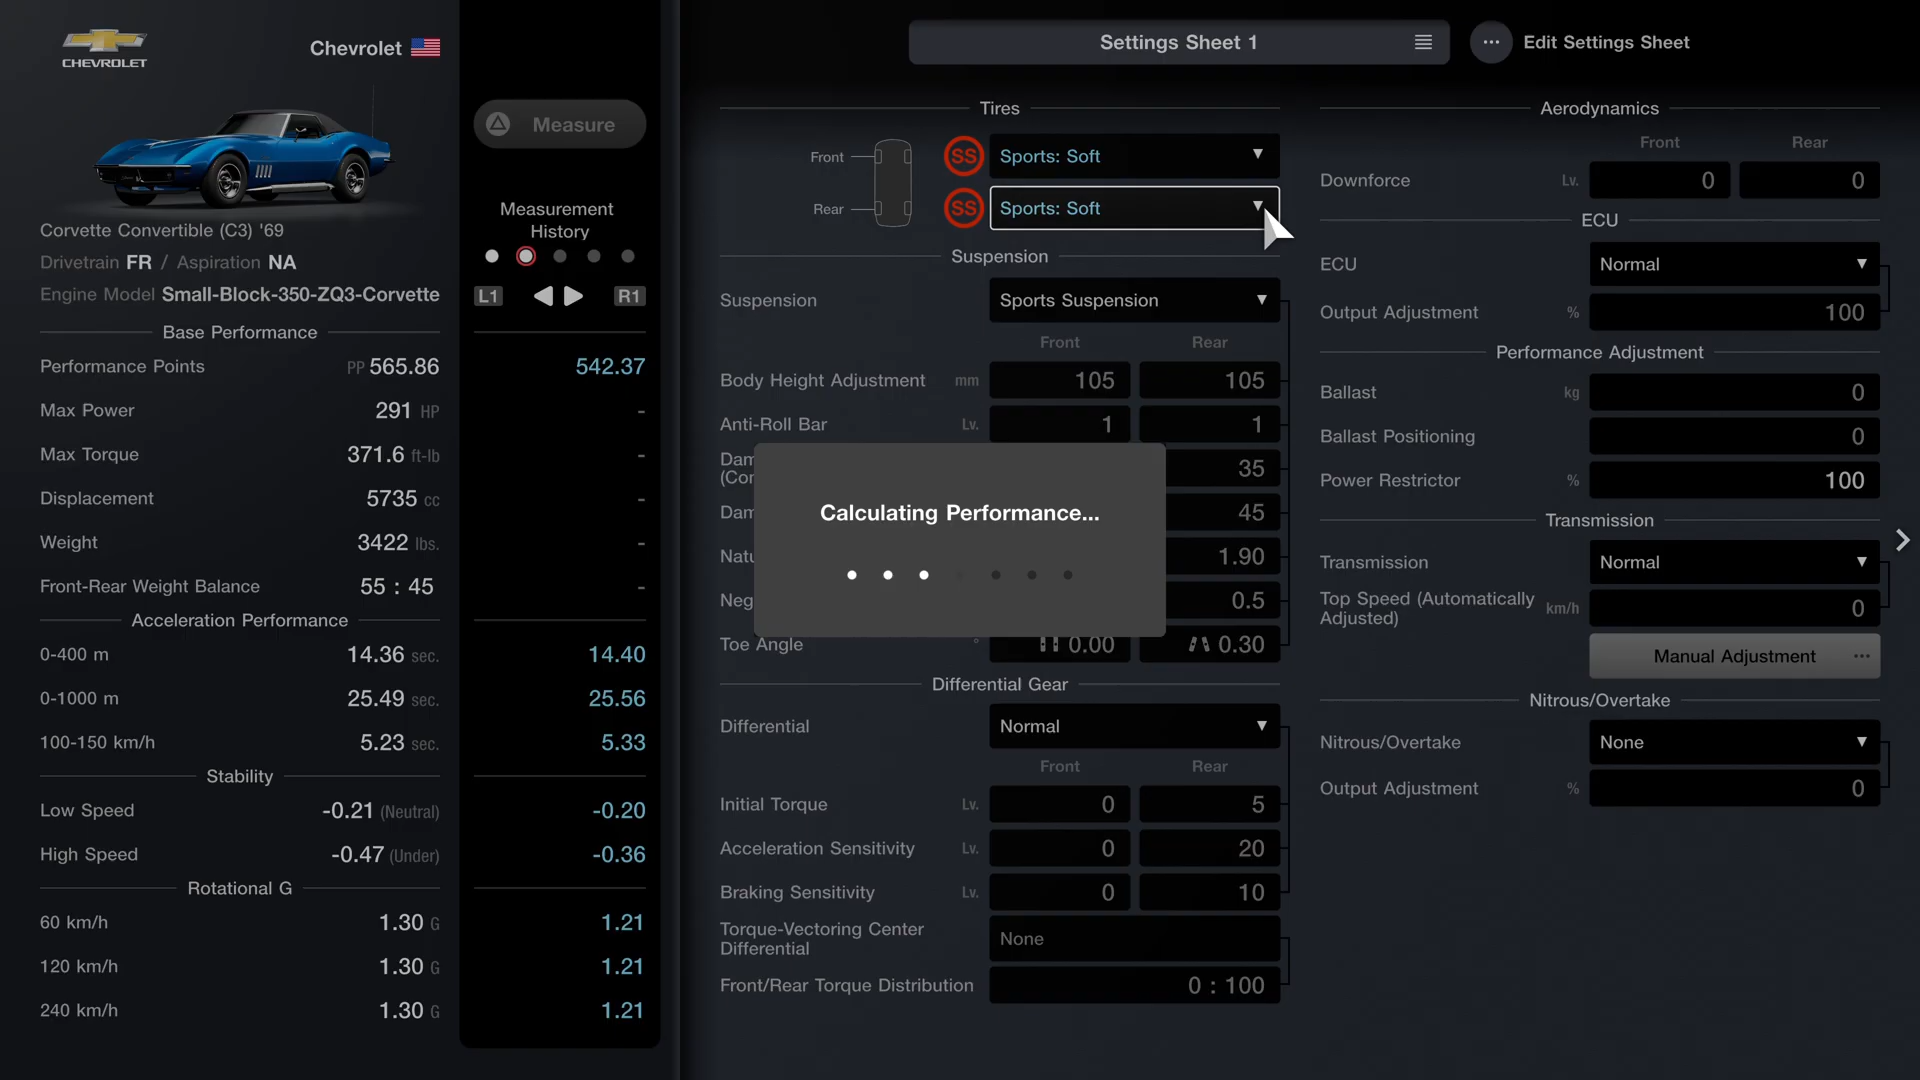 CHEVROLET
Chevrolet
Corvette Convertible (C3) '69
Drivetrain FR / Aspiration NA
Engine Model Small-Block-350-ZQ3-Corvette
Base Performance
Performance Points PP 565.86
Max Power 291 HP
Max Torque 371.6 ft-lb
Displacement 5735 cc
Weight 3422 lbs.
Front-Rear Weight Balance 55 : 45
Acceleration Performance
0-400 m 14.36 sec.
0-1000 m 25.49 sec.
100-150 km/h 5.23 sec.
Stability
Low Speed -0.21 (Neutral)
High Speed -0.47 (Under)
Rotational G
60 km/h 1.30 G
120 km/h 1.30 G
240 km/h 1.30 G
Measure
Measurement
History
L1 R1
542.37
-
-
-
-
-
14.40
25.56
5.33
-0.20
-0.36
1.21
1.21
1.21
Settings Sheet 1
Edit Settings Sheet
Tires
Front SS Sports: Soft
Rear SS Sports: Soft
Suspension
Suspension Sports Suspension
Front Rear
Body Height Adjustment mm 105 105
Anti-Roll Bar Lv. 1 1
Dam
(Cor 35
Dam 45
Natu 1.90
Neg 0.5
Toe Angle ° 0.00 0.30
Calculating Performance...
Differential Gear
Differential Normal
Front Rear
Initial Torque Lv. 0 5
Acceleration Sensitivity Lv. 0 20
Braking Sensitivity Lv. 0 10
Torque-Vectoring Center
Differential None
Front/Rear Torque Distribution 0 : 100
Aerodynamics
Front Rear
Downforce Lv. 0 0
ECU
ECU Normal
Output Adjustment % 100
Performance Adjustment
Ballast kg 0
Ballast Positioning 0
Power Restrictor % 100
Transmission
Transmission Normal
Top Speed (Automatically
Adjusted) km/h 0
Manual Adjustment
Nitrous/Overtake
Nitrous/Overtake None
Output Adjustment % 0